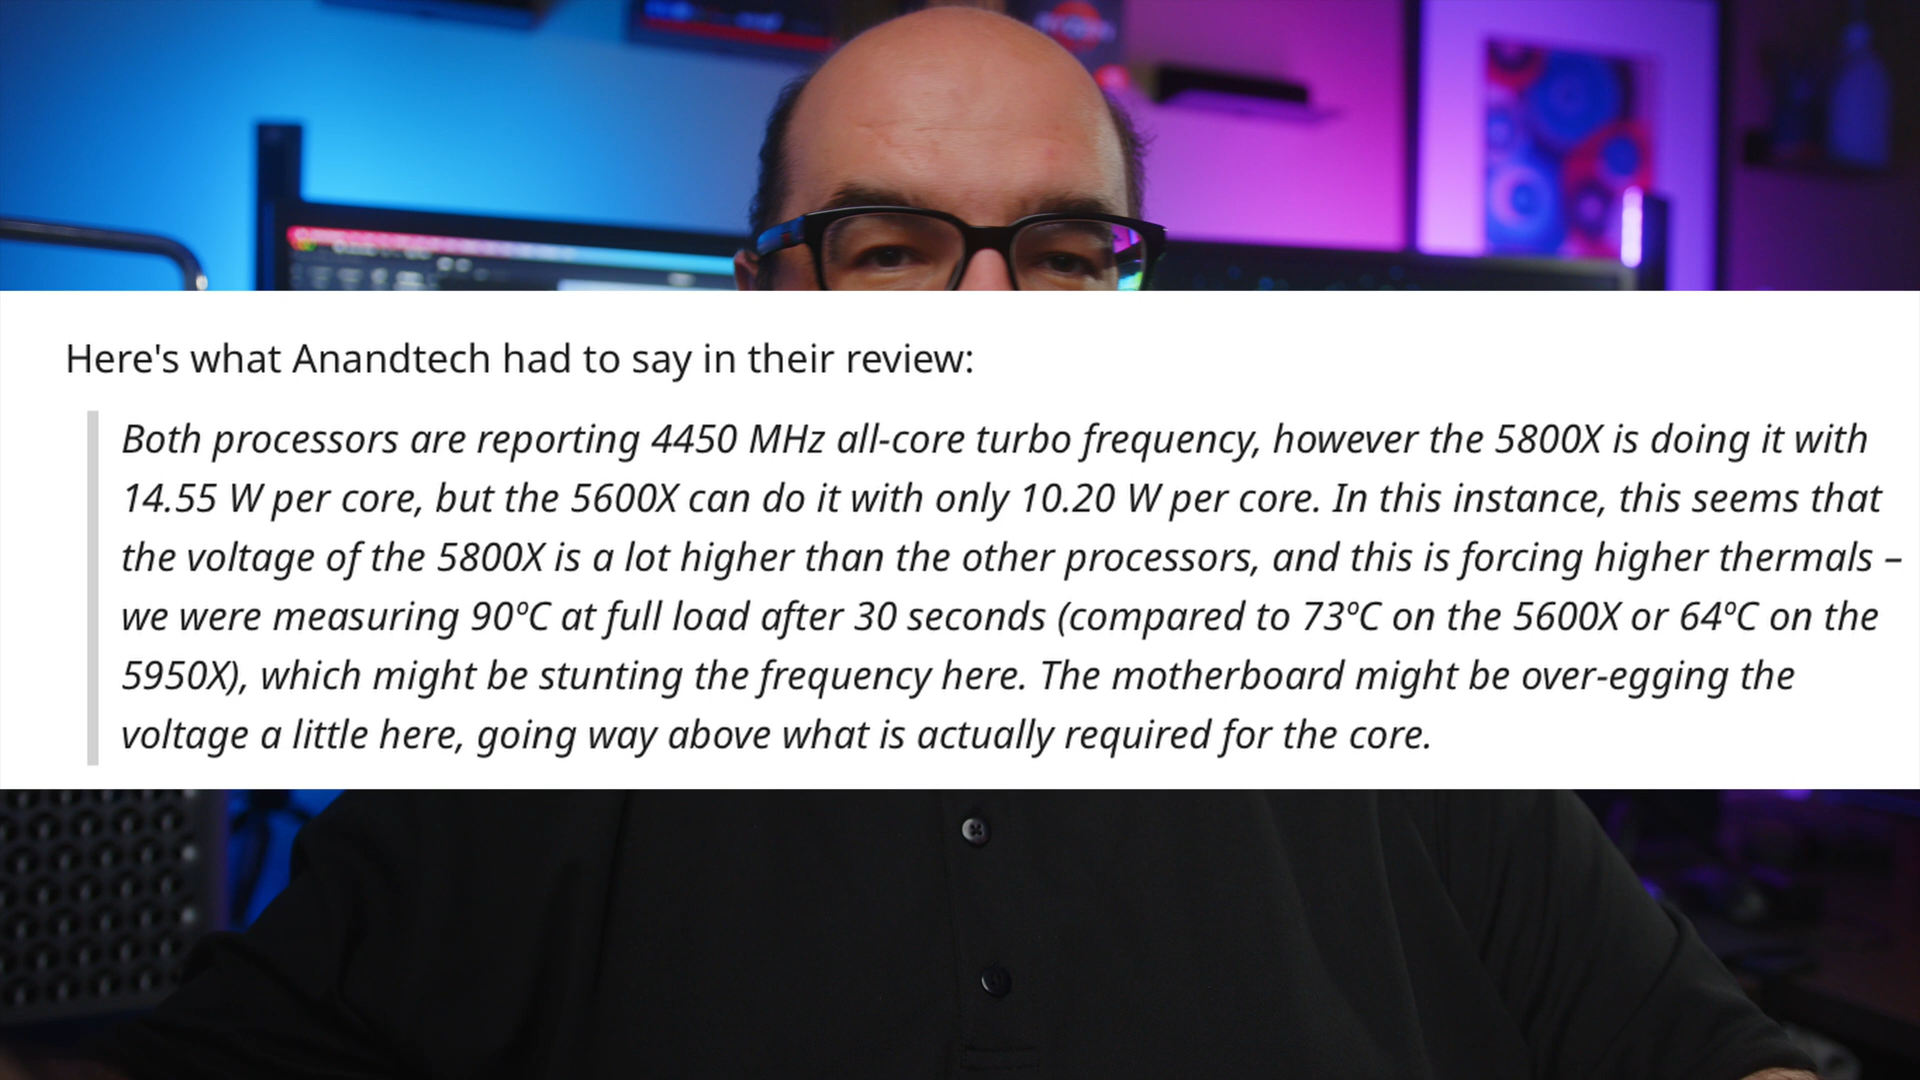 Here's what Anandtech had to say in their review:
Both processors are reporting 4450 MHz all-core turbo frequency, however the 5800X is doing it with
14.55 W per core, but the 5600X can do it with only 10.20 W per core. In this instance, this seems that
the voltage of the 5800X is a lot higher than the other processors, and this is forcing higher thermals –
we were measuring 90ºC at full load after 30 seconds (compared to 73ºC on the 5600X or 64ºC on the
5950X), which might be stunting the frequency here. The motherboard might be over-egging the
voltage a little here, going way above what is actually required for the core.